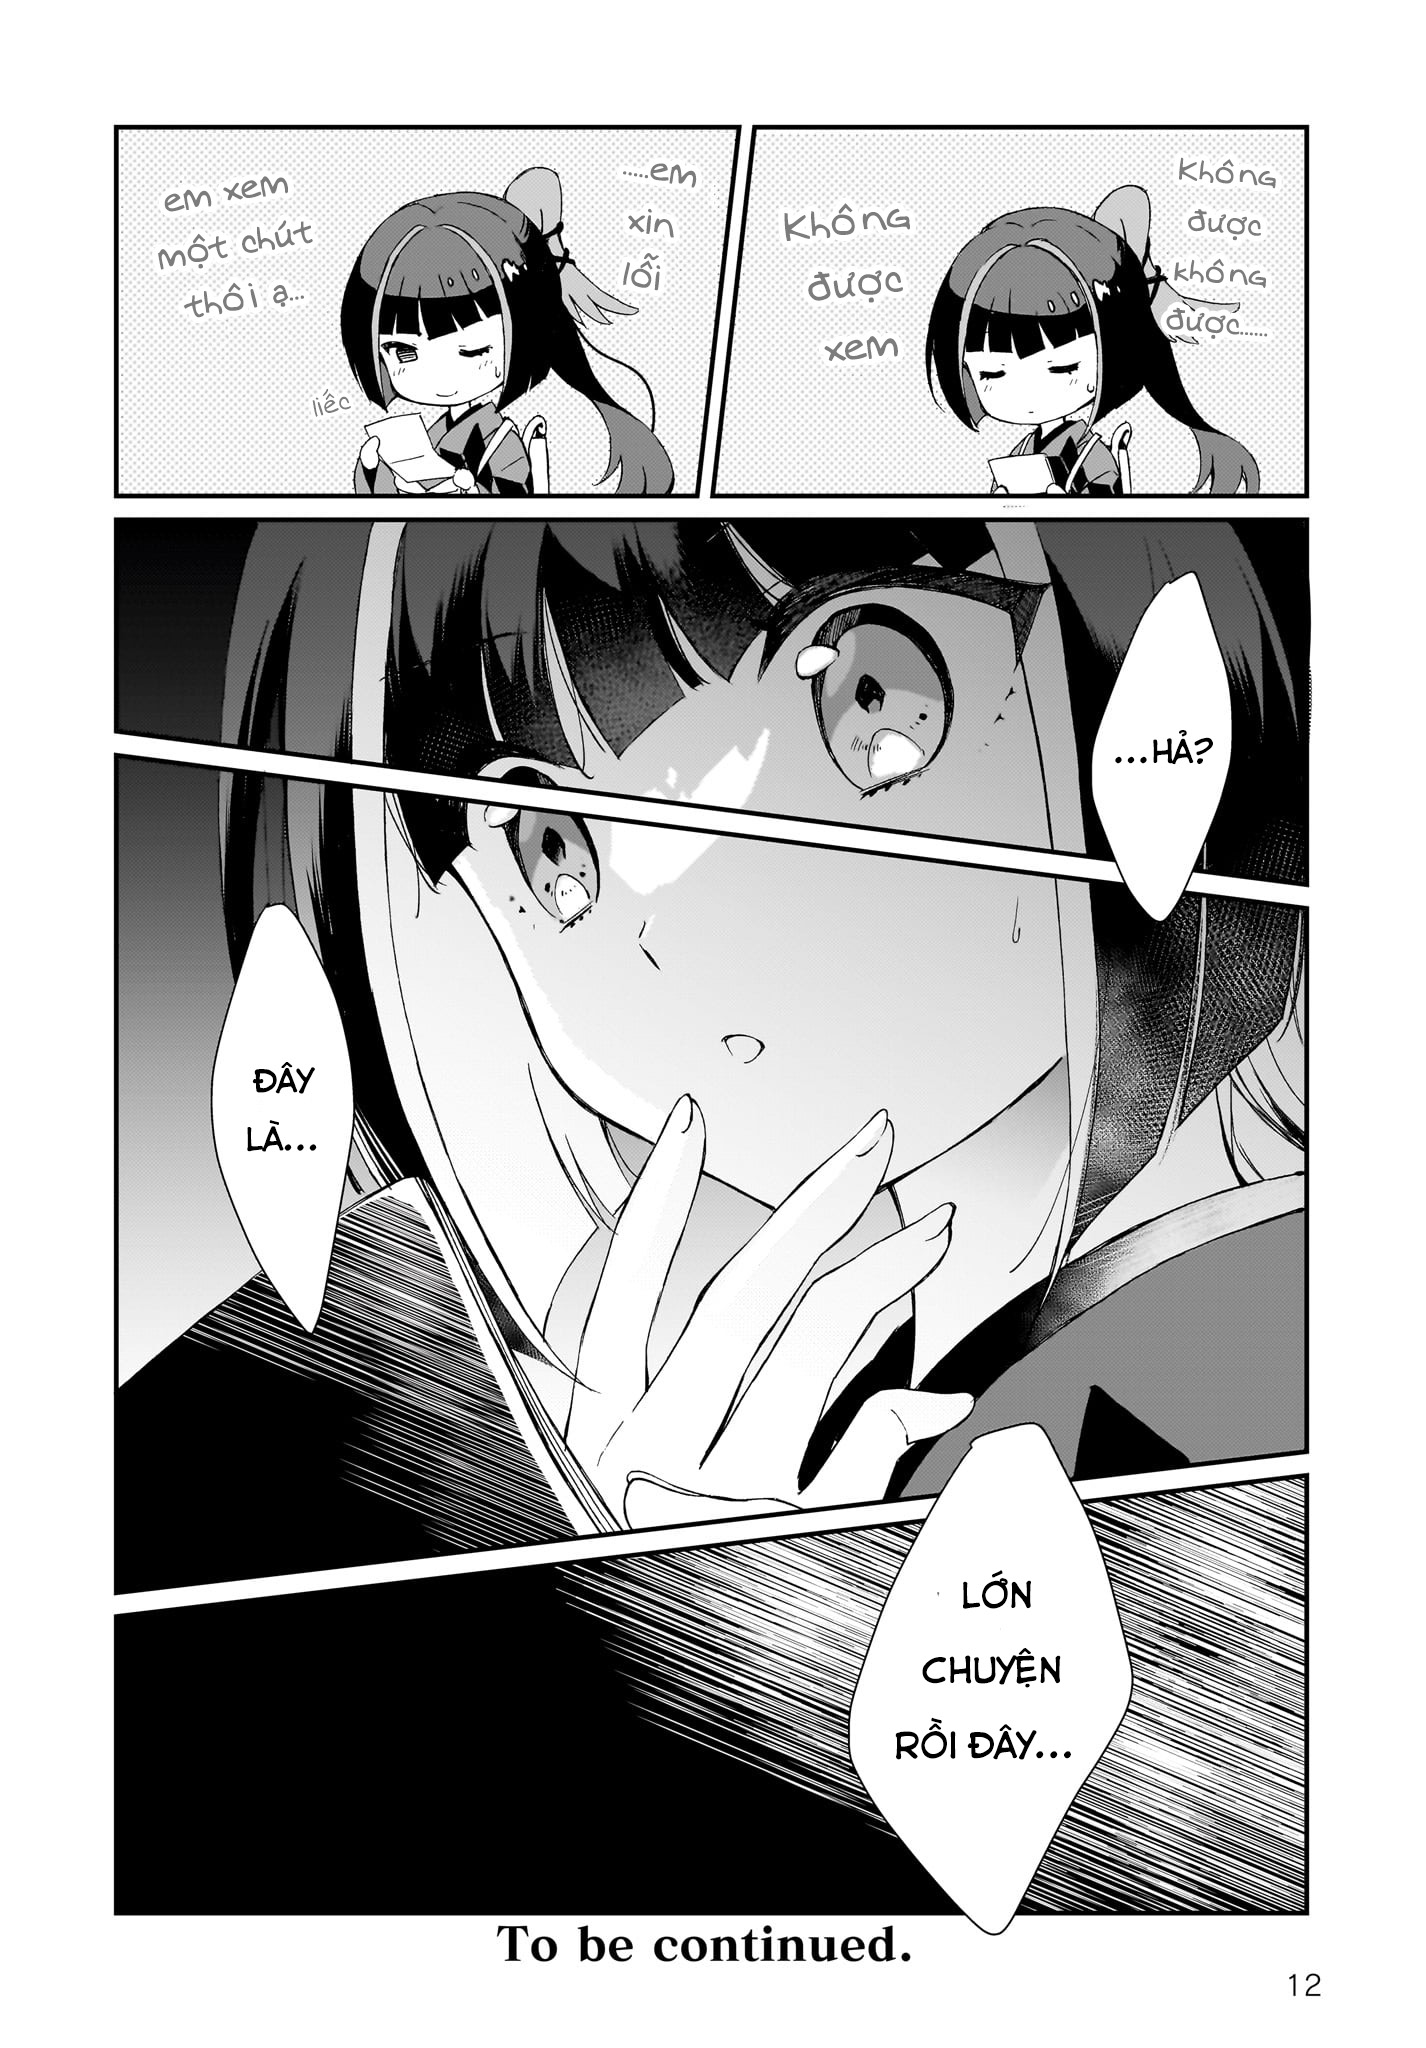 Không
được
không
được......
Không
được
xem
.....em
xin
lỗi
em xem
một chút
thôi ạ...
liếc
...HẢ?
ĐÂY
LÀ...
LỚN
CHUYỆN
RỒI ĐÂY...
To be continued.
12